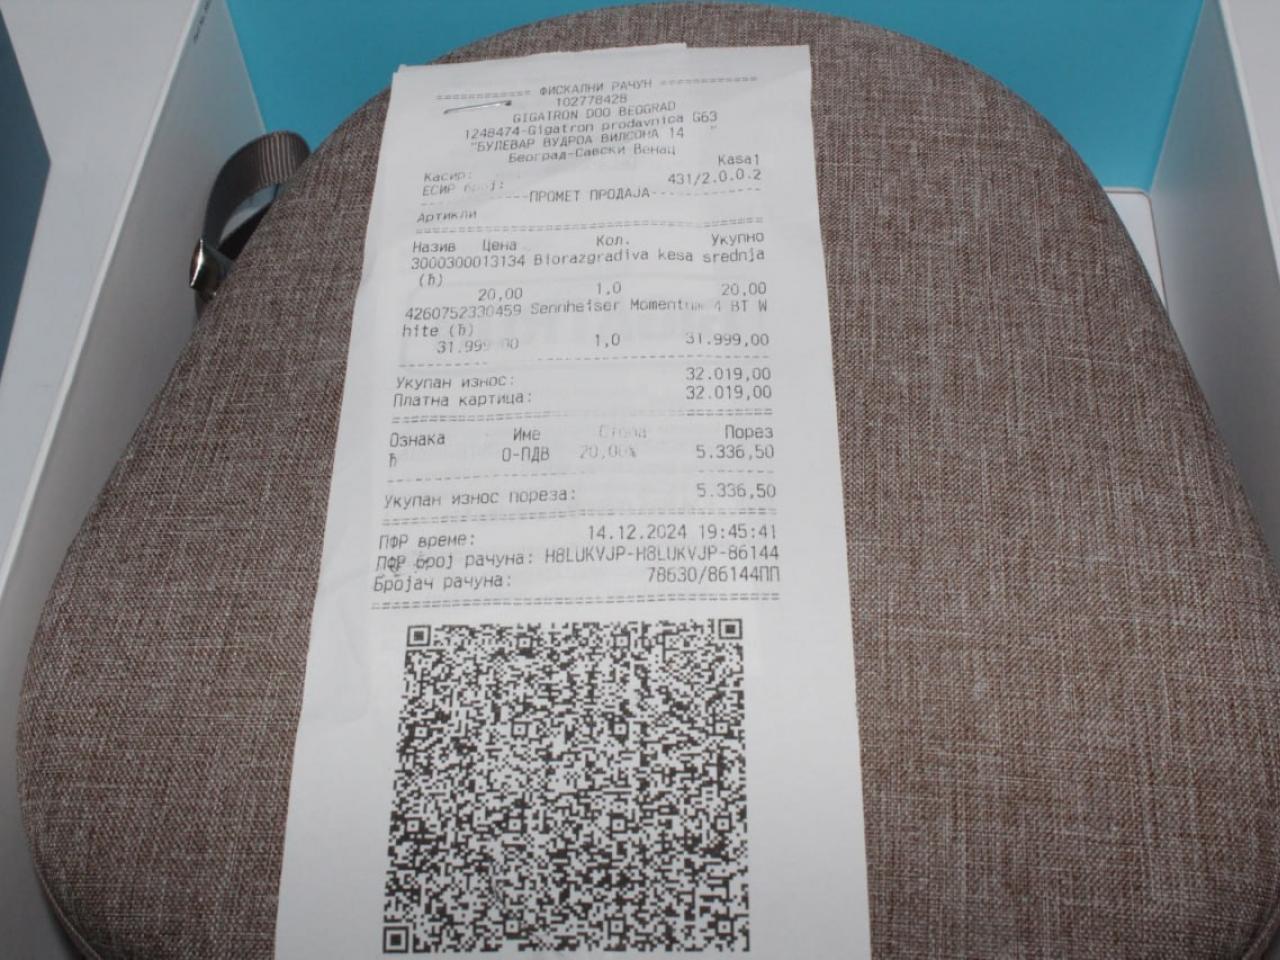 ============ ФИСКАЛНИ РАЧУН ============
102778428
GIGATRON DOO BEOGRAD
1248474-Gigatron prodavnica G63
"БУЛЕВАР ВУДРОА ВИЛСОНА 14 "
Београд-Савски Венац
Касир: Kasa1
ЕСИР број: 431/2.0.0.2
-------------ПРОМЕТ ПРОДАЈА-------------
Артикли
========================================
Назив Цена Кол. Укупно
3000300013134 Biorazgradiva kesa srednja
(ђ)
20,00 1,0 20,00
4260752330459 Sennheiser Momentum 4 BT W
hite (ђ)
31.999,00 1,0 31.999,00
----------------------------------------
Укупан износ: 32.019,00
Платна картица: 32.019,00
========================================
Ознака Име Стопа Порез
ђ О-ПДВ 20,00% 5.336,50
----------------------------------------
Укупан износ пореза: 5.336,50
========================================
ПФР време: 14.12.2024 19:45:41
ПФР број рачуна: H8LUKVJP-H8LUKVJP-86144
Бројач рачуна: 78630/86144ПП
========================================